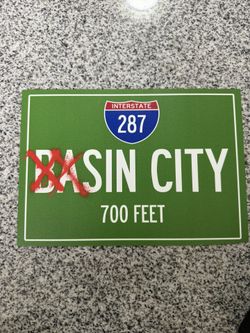 INTERSTATE
287
BASIN CITY
700 FEET